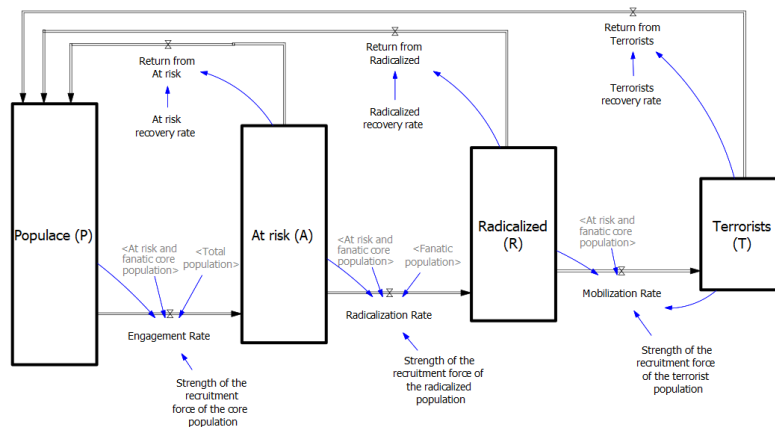 Return from
At risk
At risk
recovery rate
Return from
Radicalized
Radicalized
recovery rate
Return from
Terrorists
Terrorists
recovery rate
Populace (P)
At risk (A)
Radicalized
(R)
Terrorists
(T)
<At risk and
fanatic core
population>
<Total
population>
<At risk and
fanatic core
population>
<Fanatic
population>
<At risk and
fanatic core
population>
Engagement Rate
Radicalization Rate
Mobilization Rate
Strength of the
recruitment
force of the core
population
Strength of the
recruitment force of
the radicalized
population
Strength of the
recruitment force
of the terrorist
population